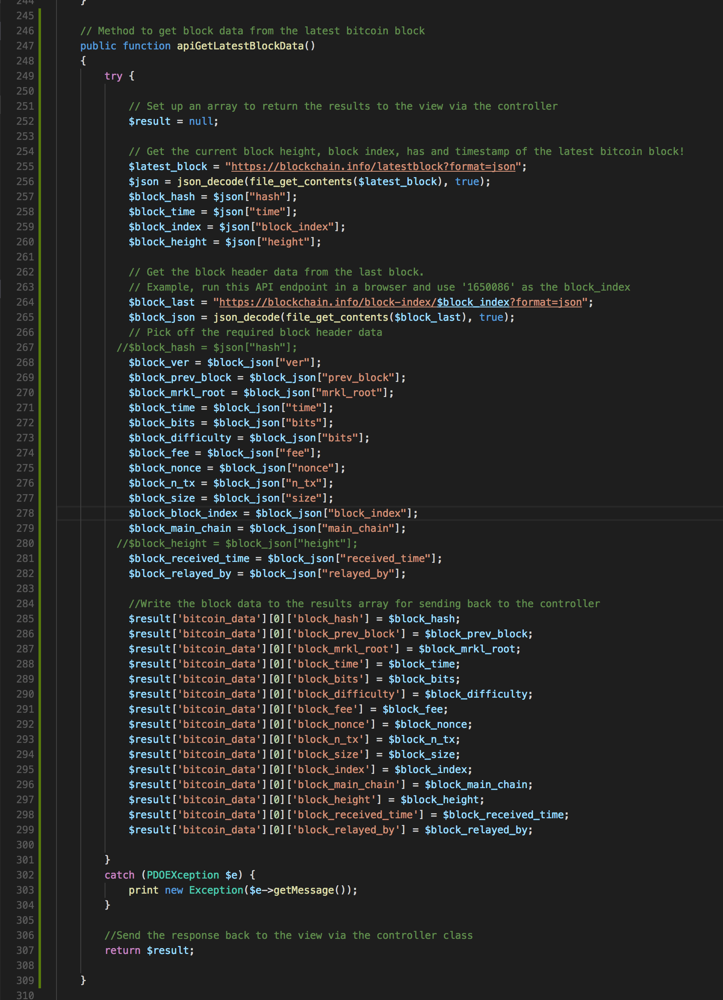 244 }
245
246 // Method to get block data from the latest bitcoin block
247 public function apiGetLatestBlockData()
248 {
249 try {
250
251 // Set up an array to return the results to the view via the controller
252 $result = null;
253
254 // Get the current block height, block index, has and timestamp of the latest bitcoin block!
255 $latest_block = "https://blockchain.info/latestblock?format=json";
256 $json = json_decode(file_get_contents($latest_block), true);
257 $block_hash = $json["hash"];
258 $block_time = $json["time"];
259 $block_index = $json["block_index"];
260 $block_height = $json["height"];
261
262 // Get the block header data from the last block.
263 // Example, run this API endpoint in a browser and use '1650086' as the block_index
264 $block_last = "https://blockchain.info/block-index/$block_index?format=json";
265 $block_json = json_decode(file_get_contents($block_last), true);
266 // Pick off the required block header data
267 //$block_hash = $json["hash"];
268 $block_ver = $block_json["ver"];
269 $block_prev_block = $block_json["prev_block"];
270 $block_mrkl_root = $block_json["mrkl_root"];
271 $block_time = $block_json["time"];
272 $block_bits = $block_json["bits"];
273 $block_difficulty = $block_json["bits"];
274 $block_fee = $block_json["fee"];
275 $block_nonce = $block_json["nonce"];
276 $block_n_tx = $block_json["n_tx"];
277 $block_size = $block_json["size"];
278 $block_block_index = $block_json["block_index"];
279 $block_main_chain = $block_json["main_chain"];
280 //$block_height = $block_json["height"];
281 $block_received_time = $block_json["received_time"];
282 $block_relayed_by = $block_json["relayed_by"];
283
284 //Write the block data to the results array for sending back to the controller
285 $result['bitcoin_data'][0]['block_hash'] = $block_hash;
286 $result['bitcoin_data'][0]['block_prev_block'] = $block_prev_block;
287 $result['bitcoin_data'][0]['block_mrkl_root'] = $block_mrkl_root;
288 $result['bitcoin_data'][0]['block_time'] = $block_time;
289 $result['bitcoin_data'][0]['block_bits'] = $block_bits;
290 $result['bitcoin_data'][0]['block_difficulty'] = $block_difficulty;
291 $result['bitcoin_data'][0]['block_fee'] = $block_fee;
292 $result['bitcoin_data'][0]['block_nonce'] = $block_nonce;
293 $result['bitcoin_data'][0]['block_n_tx'] = $block_n_tx;
294 $result['bitcoin_data'][0]['block_size'] = $block_size;
295 $result['bitcoin_data'][0]['block_index'] = $block_index;
296 $result['bitcoin_data'][0]['block_main_chain'] = $block_main_chain;
297 $result['bitcoin_data'][0]['block_height'] = $block_height;
298 $result['bitcoin_data'][0]['block_received_time'] = $block_received_time;
299 $result['bitcoin_data'][0]['block_relayed_by'] = $block_relayed_by;
300
301 }
302 catch (PDOEXception $e) {
303 print new Exception($e->getMessage());
304 }
305
306 //Send the response back to the view via the controller class
307 return $result;
308
309 }
310